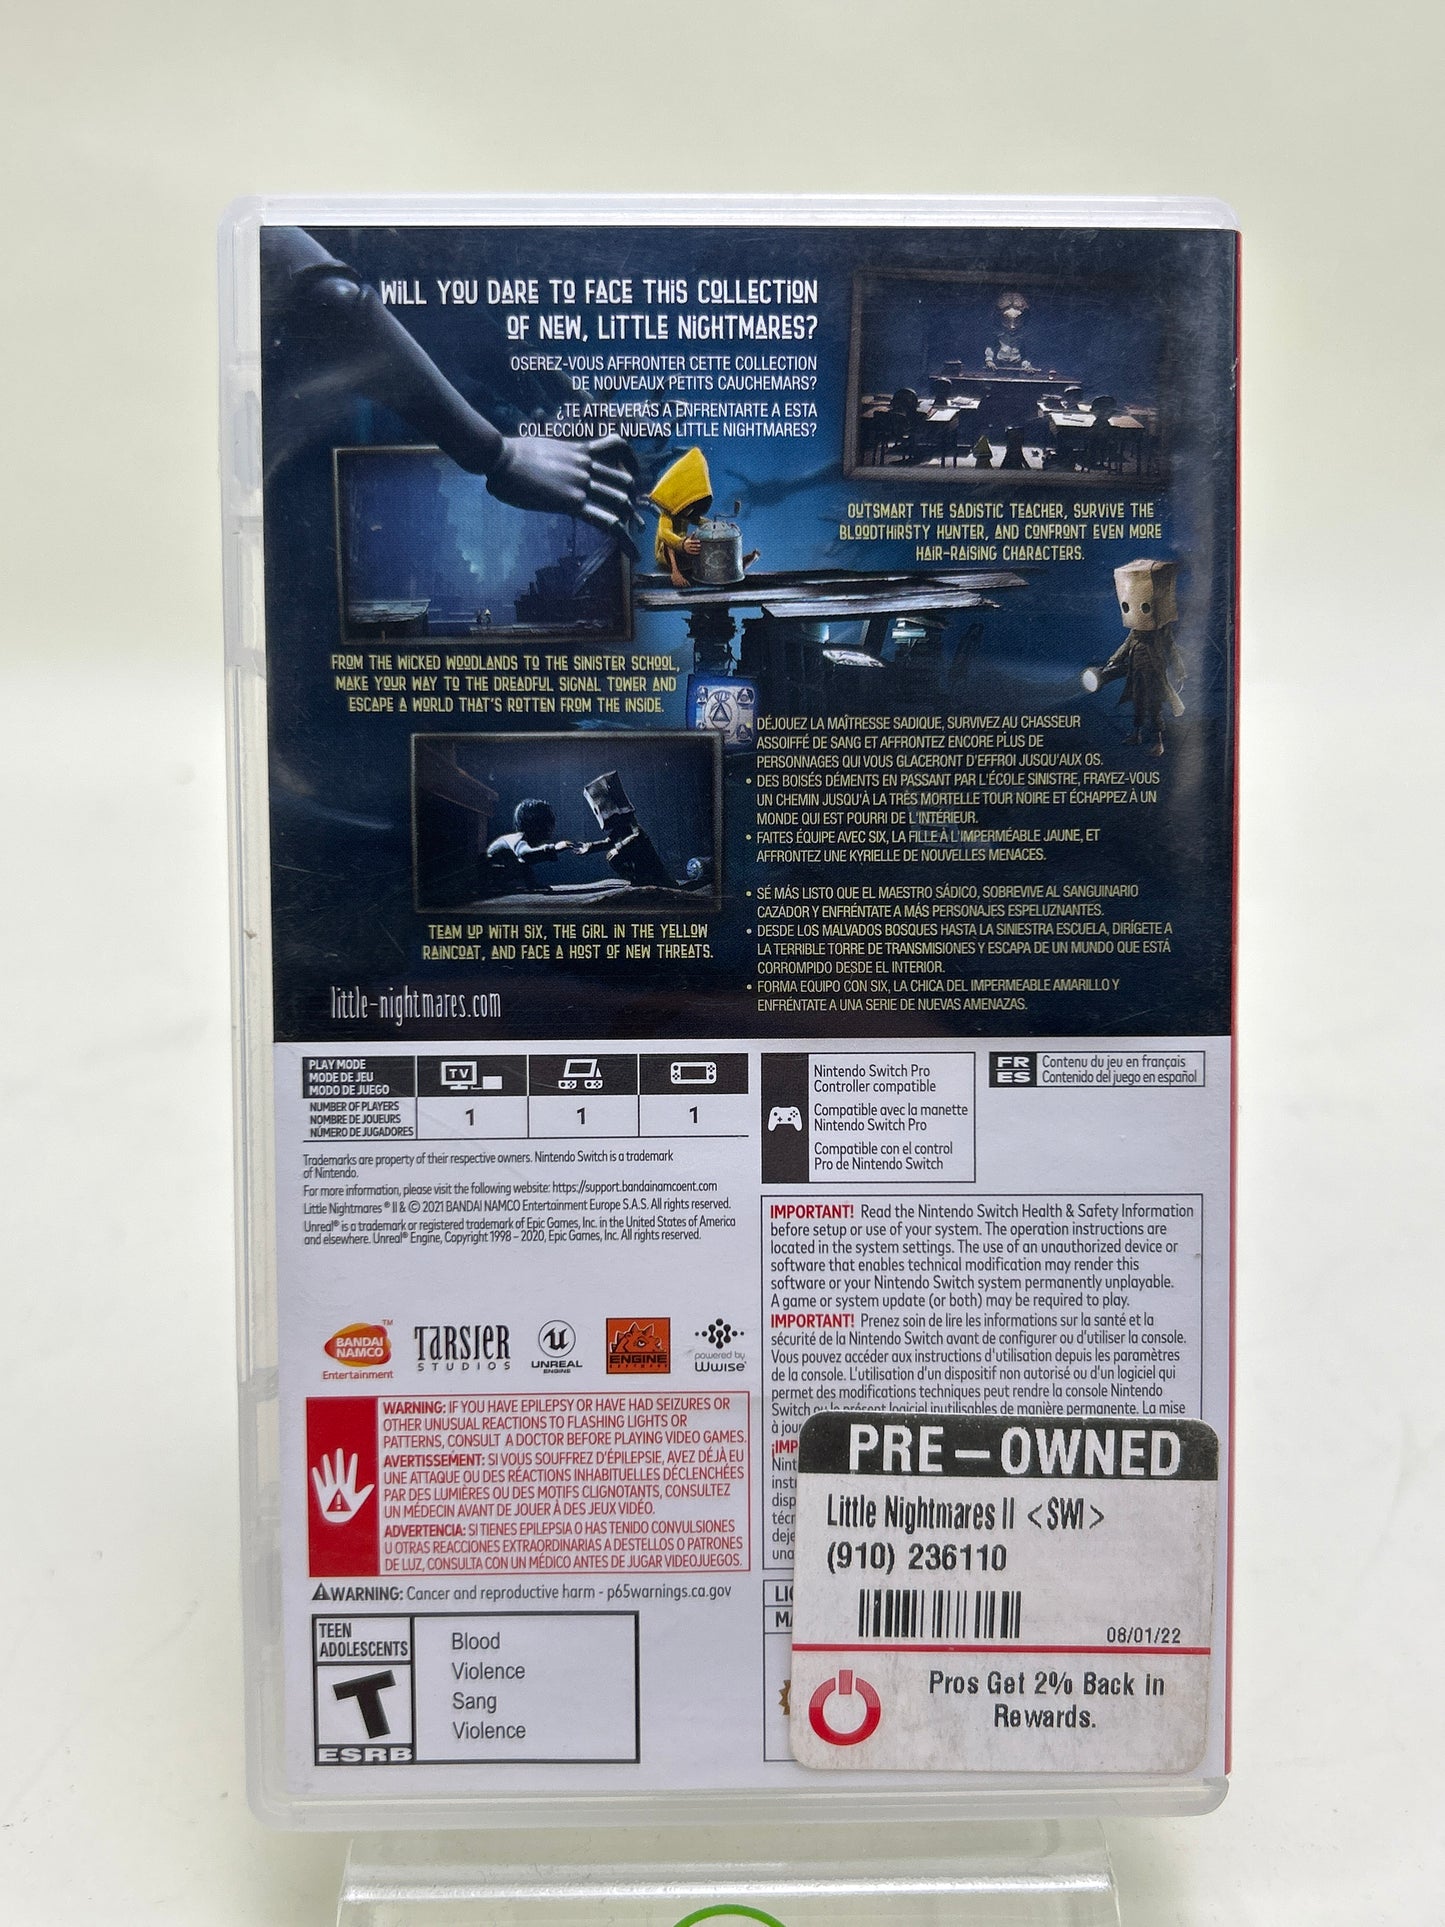 WiLL YOU DARE TO FACE THiS COLLECTiON
OF NEW, LiTTLE NiGHTMARES?
OSEREZ-VOUS AFFRONTER CETTE COLLECTION
DE NOUVEAUX PETITS CAUCHEMARS?
¿TE ATREVERÁS A ENFRENTARTE A ESTA
COLECCIÓN DE NUEVAS LITTLE NIGHTMARES?
OUTSMART THE SADiSTiC TEACHER, SURViVE THE
BLOODTHiRSTY HUNTER, AND CONFRONT EVEN MORE
HAiR-RAiSiNG CHARACTERS.
FROM THE WiCKED WOODLANDS TO THE SiNiSTER SCHOOL,
MAKE YOUR WAY TO THE DREADFUL SiGNAL TOWER AND
ESCAPE A WORLD THAT'S ROTTEN FROM THE iNSiDE.
TEAM UP WiTH SiX, THE GiRL iN THE YELLOW
RAiNCOAT, AND FACE A HOST OF NEW THREATS.
little-nightmares.com
DÉJOUEZ LA MAÎTRESSE SADIQUE, SURVIVEZ AU CHASSEUR
ASSOIFFÉ DE SANG ET AFFRONTEZ ENCORE PLUS DE
PERSONNAGES QUI VOUS GLACERONT D'EFFROI JUSQU'AUX OS.
• DES BOISÉS DÉMENTS EN PASSANT PAR L'ÉCOLE SINISTRE, FRAYEZ-VOUS
UN CHEMIN JUSQU'À LA TRÈS MORTELLE TOUR NOIRE ET ÉCHAPPEZ À UN
MONDE QUI EST POURRI DE L'INTÉRIEUR.
• FAITES ÉQUIPE AVEC SIX, LA FILLE À L'IMPERMÉABLE JAUNE, ET
AFFRONTEZ UNE KYRIELLE DE NOUVELLES MENACES.
• SÉ MÁS LISTO QUE EL MAESTRO SÁDICO, SOBREVIVE AL SANGUINARIO
CAZADOR Y ENFRÉNTATE A MÁS PERSONAJES ESPELUZNANTES.
• DESDE LOS MALVADOS BOSQUES HASTA LA SINIESTRA ESCUELA, DIRÍGETE A
LA TERRIBLE TORRE DE TRANSMISIONES Y ESCAPA DE UN MUNDO QUE ESTÁ
CORROMPIDO DESDE EL INTERIOR.
• FORMA EQUIPO CON SIX, LA CHICA DEL IMPERMEABLE AMARILLO Y
ENFRÉNTATE A UNA SERIE DE NUEVAS AMENAZAS.
PLAY MODE
MODE DE JEU
MODO DE JUEGO
TV
NUMBER OF PLAYERS
NOMBRE DE JOUEURS
NÚMERO DE JUGADORES
1 1 1
Nintendo Switch Pro
Controller compatible
Compatible avec la manette
Nintendo Switch Pro
Compatible con el control
Pro de Nintendo Switch
FR Contenu du jeu en français
ES Contenido del juego en español
Trademarks are property of their respective owners. Nintendo Switch is a trademark
of Nintendo.
For more information, please visit the following website: https://support.bandainamcoent.com
Little Nightmares ® II & © 2021 BANDAI NAMCO Entertainment Europe S.A.S. All rights reserved.
Unreal® is a trademark or registered trademark of Epic Games, Inc. in the United States of America
and elsewhere. Unreal® Engine, Copyright 1998 – 2020, Epic Games, Inc. All rights reserved.
BANDAI
NAMCO
TM
Entertainment
TARSIER
STUDIOS
UNREAL
ENGINE
ENGINE
SOFTWARE
powered by
Wwise
WARNING: IF YOU HAVE EPILEPSY OR HAVE HAD SEIZURES OR
OTHER UNUSUAL REACTIONS TO FLASHING LIGHTS OR
PATTERNS, CONSULT A DOCTOR BEFORE PLAYING VIDEO GAMES.
AVERTISSEMENT: SI VOUS SOUFFREZ D'ÉPILEPSIE, AVEZ DÉJÀ EU
UNE ATTAQUE OU DES RÉACTIONS INHABITUELLES DÉCLENCHÉES
PAR DES LUMIÈRES OU DES MOTIFS CLIGNOTANTS, CONSULTEZ
UN MÉDECIN AVANT DE JOUER À DES JEUX VIDÉO.
ADVERTENCIA: SI TIENES EPILEPSIA O HAS TENIDO CONVULSIONES
U OTRAS REACCIONES EXTRAORDINARIAS A DESTELLOS O PATRONES
DE LUZ, CONSULTA CON UN MÉDICO ANTES DE JUGAR VIDEOJUEGOS.
WARNING: Cancer and reproductive harm - p65warnings.ca.gov
TEEN
ADOLESCENTS
T
ESRB
Blood
Violence
Sang
Violence
IMPORTANT! Read the Nintendo Switch Health & Safety Information
before setup or use of your system. The operation instructions are
located in the system settings. The use of an unauthorized device or
software that enables technical modification may render this
software or your Nintendo Switch system permanently unplayable.
A game or system update (or both) may be required to play.
IMPORTANT! Prenez soin de lire les informations sur la santé et la
sécurité de la Nintendo Switch avant de configurer ou d'utiliser la console.
Vous pouvez accéder aux instructions d'utilisation depuis les paramètres
de la console. L'utilisation d'un dispositif non autorisé ou d'un logiciel qui
permet des modifications techniques peut rendre la console Nintendo
Switch ou le présent logiciel inutilisables de manière permanente. La mise
PRE-OWNED
Little Nightmares II <SWI>
(910) 236110
08/01/22
Pros Get 2% Back in
Rewards.